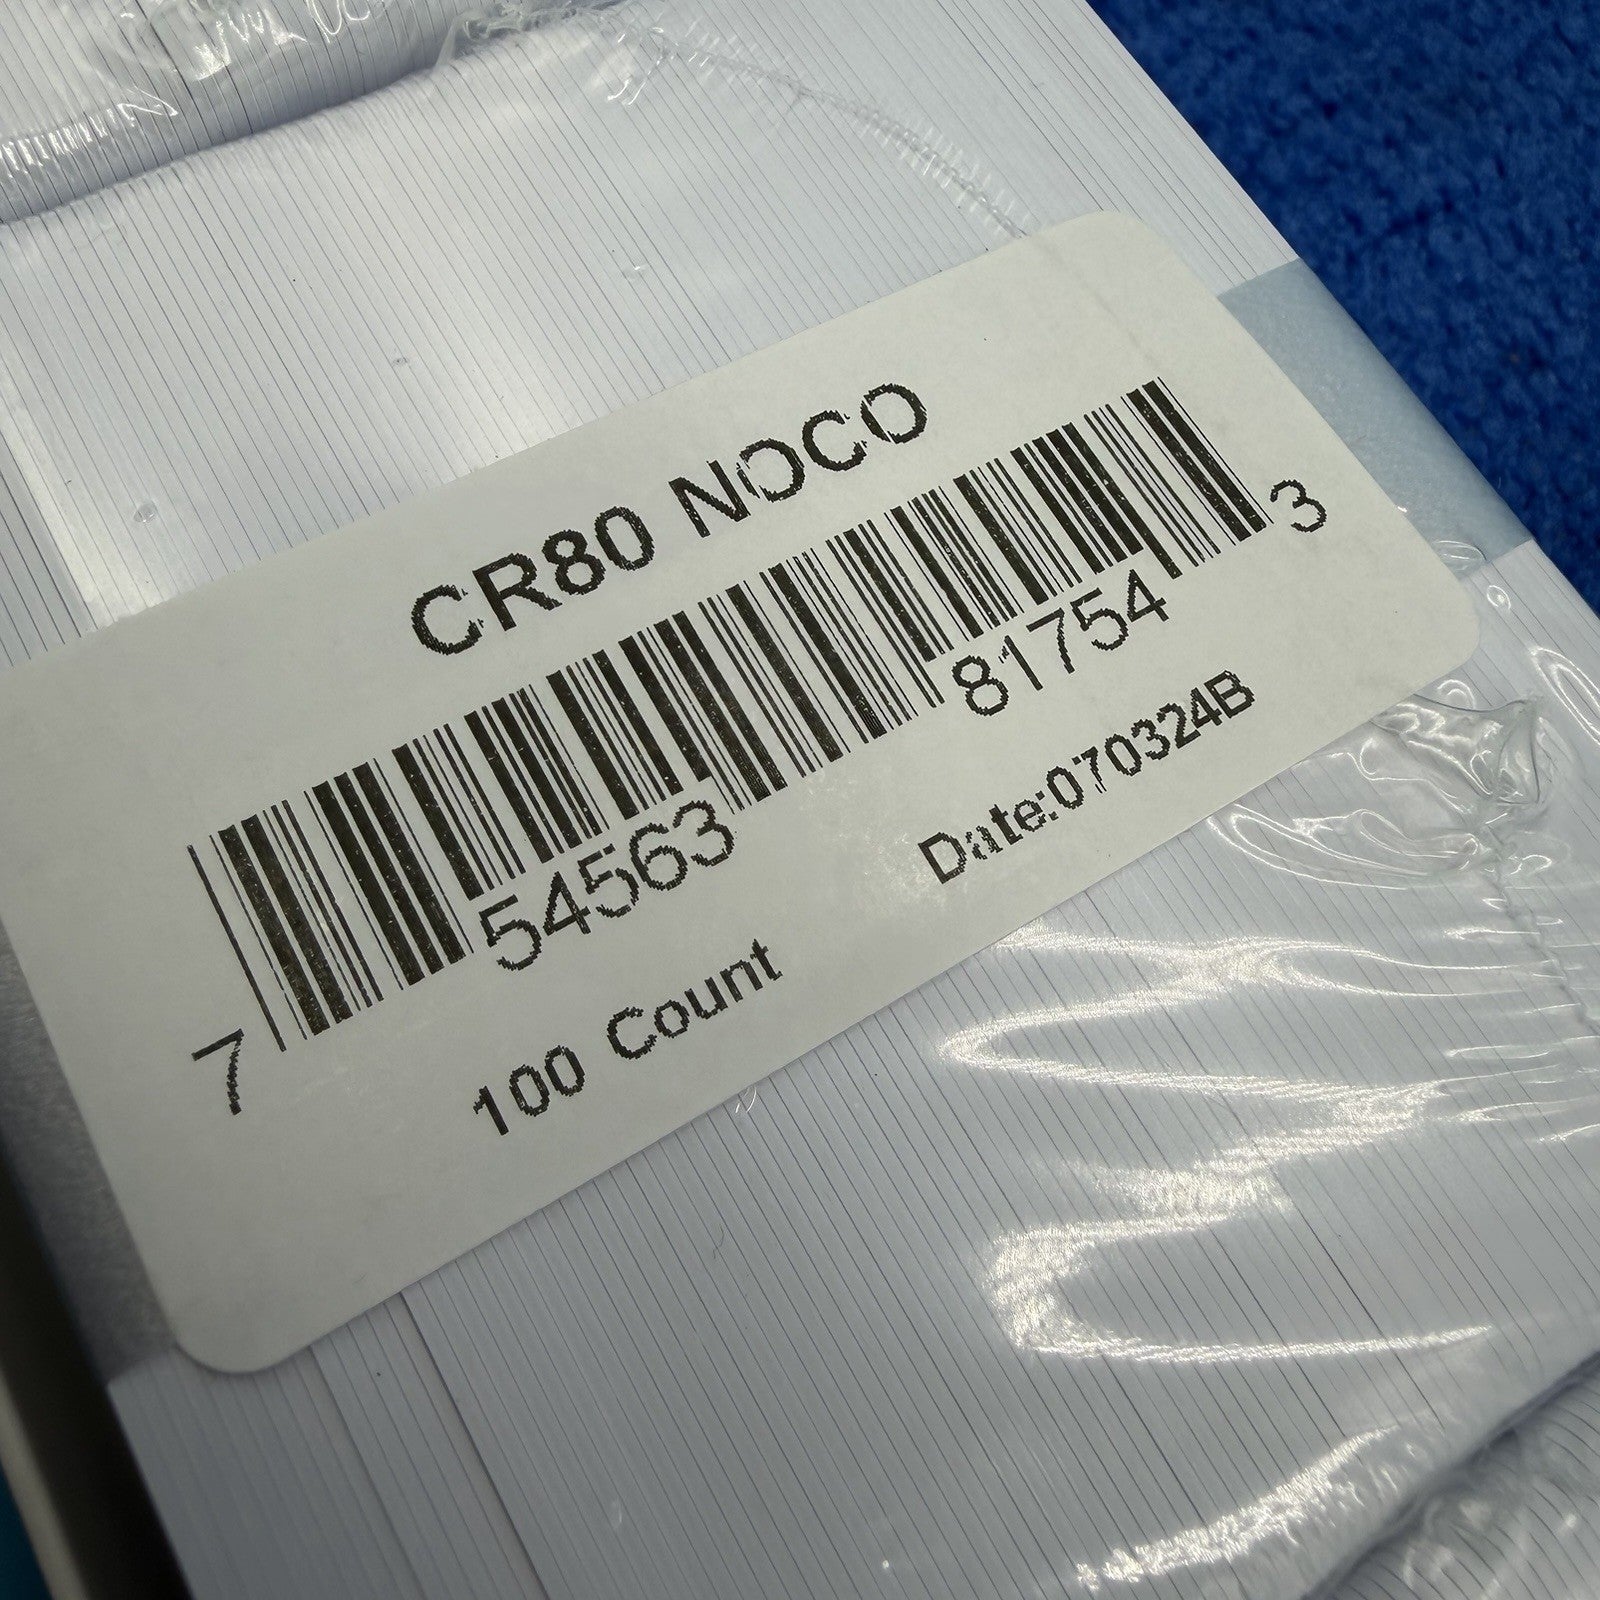 CR80 NOCO
7 54563 81754 3
100 Count Date:070324B